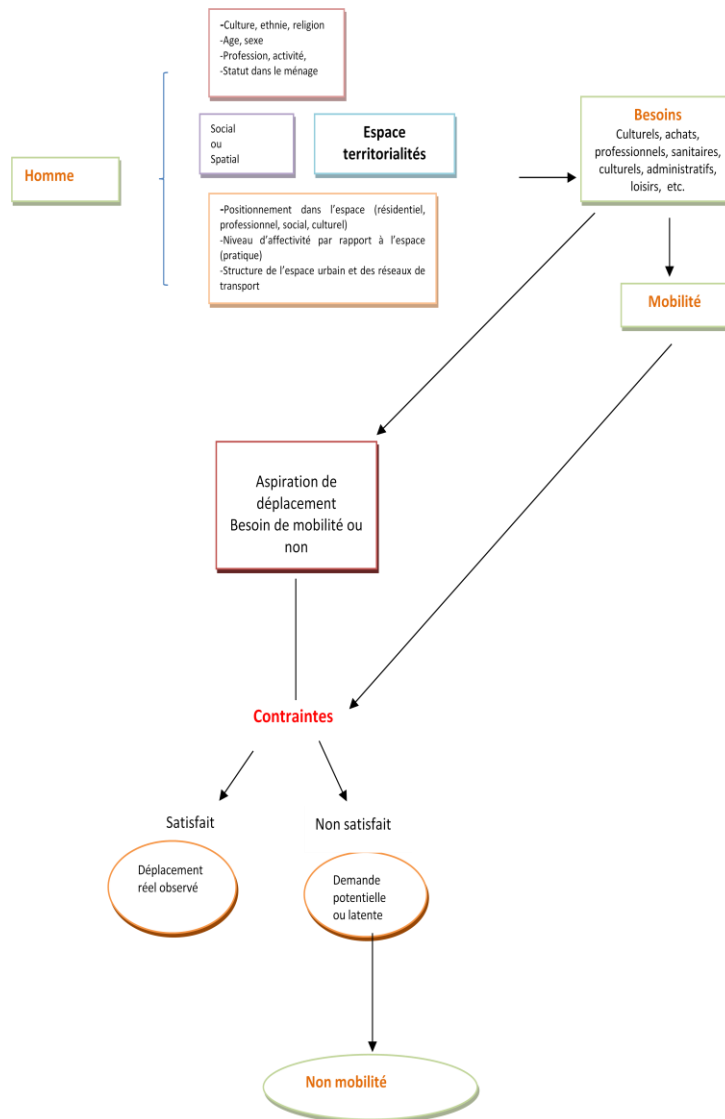 -Culture, ethnie, religion
-Age, sexe
-Profession, activité,
-Statut dans le ménage
Homme
Social
ou
Spatial
Espace
territorialités
-Positionnement dans l'espace (résidentiel,
professionnel, social, culturel)
-Niveau d'affectivité par rapport à l'espace
(pratique)
-Structure de l'espace urbain et des réseaux de
transport
Besoins
Culturels, achats,
professionnels, sanitaires,
culturels, administratifs,
loisirs, etc.
Mobilité
Aspiration de
déplacement
Besoin de mobilité ou
non
Contraintes
Satisfait
Non satisfait
Déplacement
réel observé
Demande
potentielle
ou latente
Non mobilité